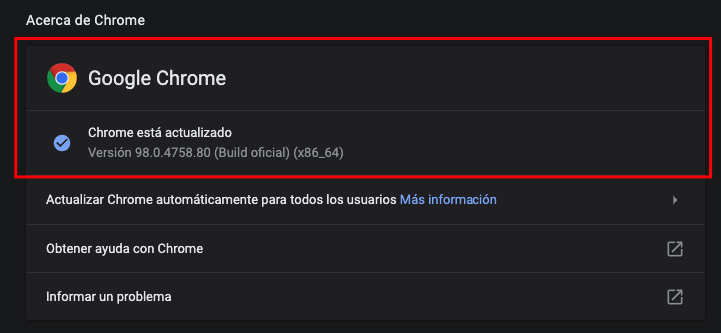 Acerca de Chrome
Google Chrome
Chrome está actualizado
Versión 98.0.4758.80 (Build oficial) (x86_64)
Actualizar Chrome automáticamente para todos los usuarios Más información
Obtener ayuda con Chrome
Informar un problema